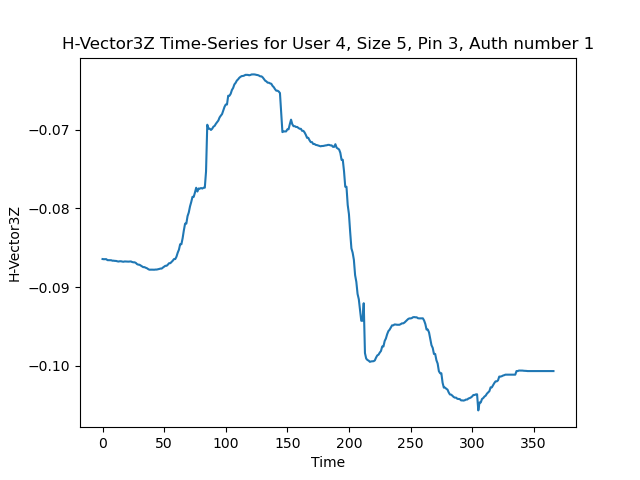 H-Vector3Z Time-Series for User 4, Size 5, Pin 3, Auth number 1
−0.07
−0.08
−0.09
−0.10
H-Vector3Z
0 50 100 150 200 250 300 350
Time